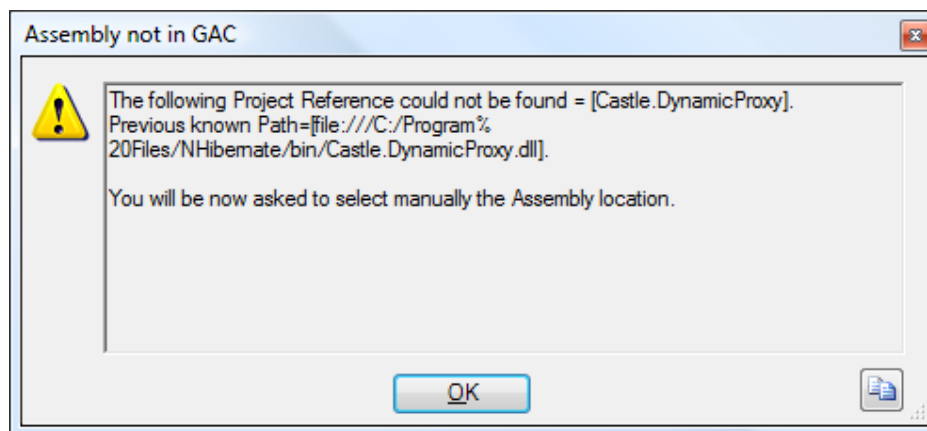 Assembly not in GAC
The following Project Reference could not be found = [Castle.DynamicProxy].
Previous known Path=[file:///C:/Program%
20Files/NHibernate/bin/Castle.DynamicProxy.dll].
You will be now asked to select manually the Assembly location.
OK